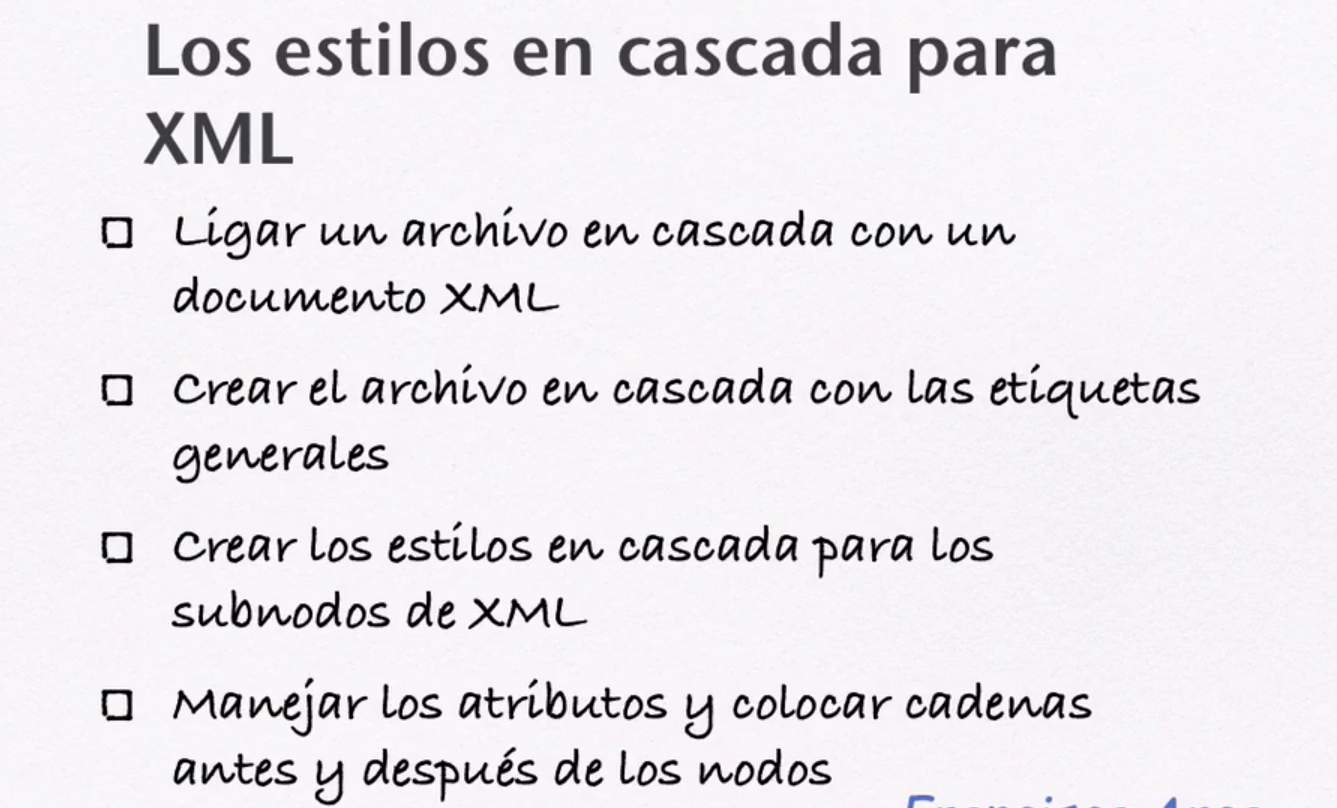 Los estilos en cascada para
XML
Ligar un archivo en cascada con un
documento XML
Crear el archivo en cascada con las etiquetas
generales
Crear los estilos en cascada para los
subnodos de XML
Manejar los atributos y colocar cadenas
antes y después de los nodos